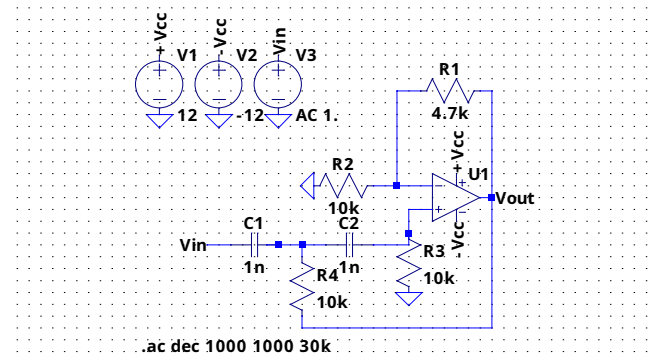 +Vcc
-Vcc
Vin
V1
V2
V3
12
-12
AC 1.
R1
4.7k
+Vcc
R2
10k
U1
Vout
-Vcc
C1
C2
Vin
1n
1n
R3
10k
R4
10k
.ac dec 1000 1000 30k